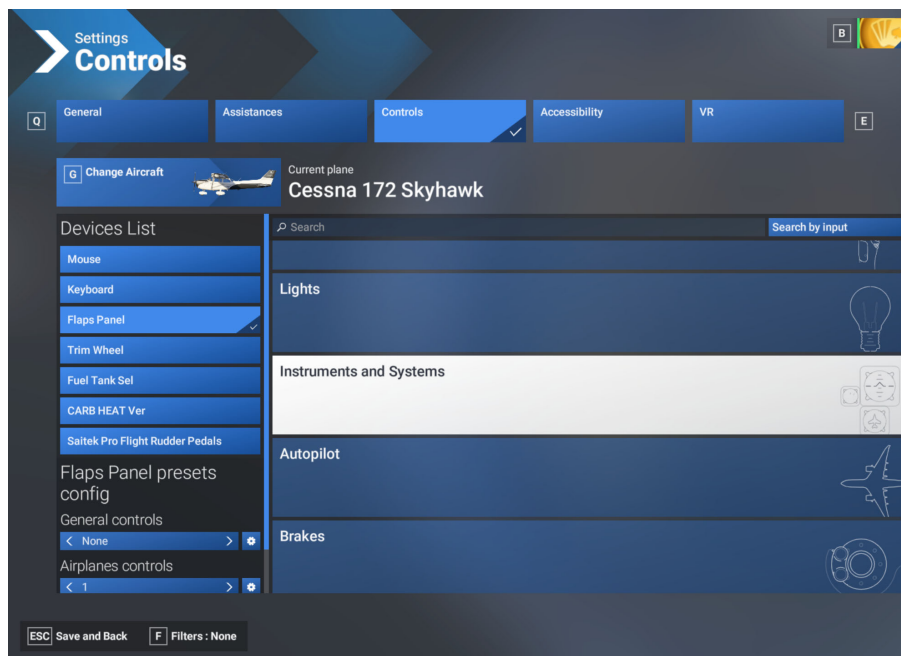 Settings
Controls
B
Q
General
Assistances
Controls
Accessibility
VR
E
G Change Aircraft
Current plane
Cessna 172 Skyhawk
Devices List
Mouse
Keyboard
Flaps Panel
Trim Wheel
Fuel Tank Sel
CARB HEAT Ver
Saitek Pro Flight Rudder Pedals
Flaps Panel presets
config
General controls
None
Airplanes controls
1
Search
Search by input
Lights
Instruments and Systems
Autopilot
Brakes
ESC Save and Back
F Filters : None